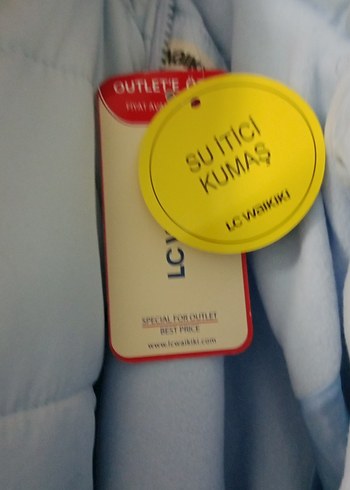 OUTLET'E
SU İTİCİ
KUMAŞ
LC WAIKIKI
LC W
SPECIAL FOR OUTLET
BEST PRICE
www.lcwaikiki.com